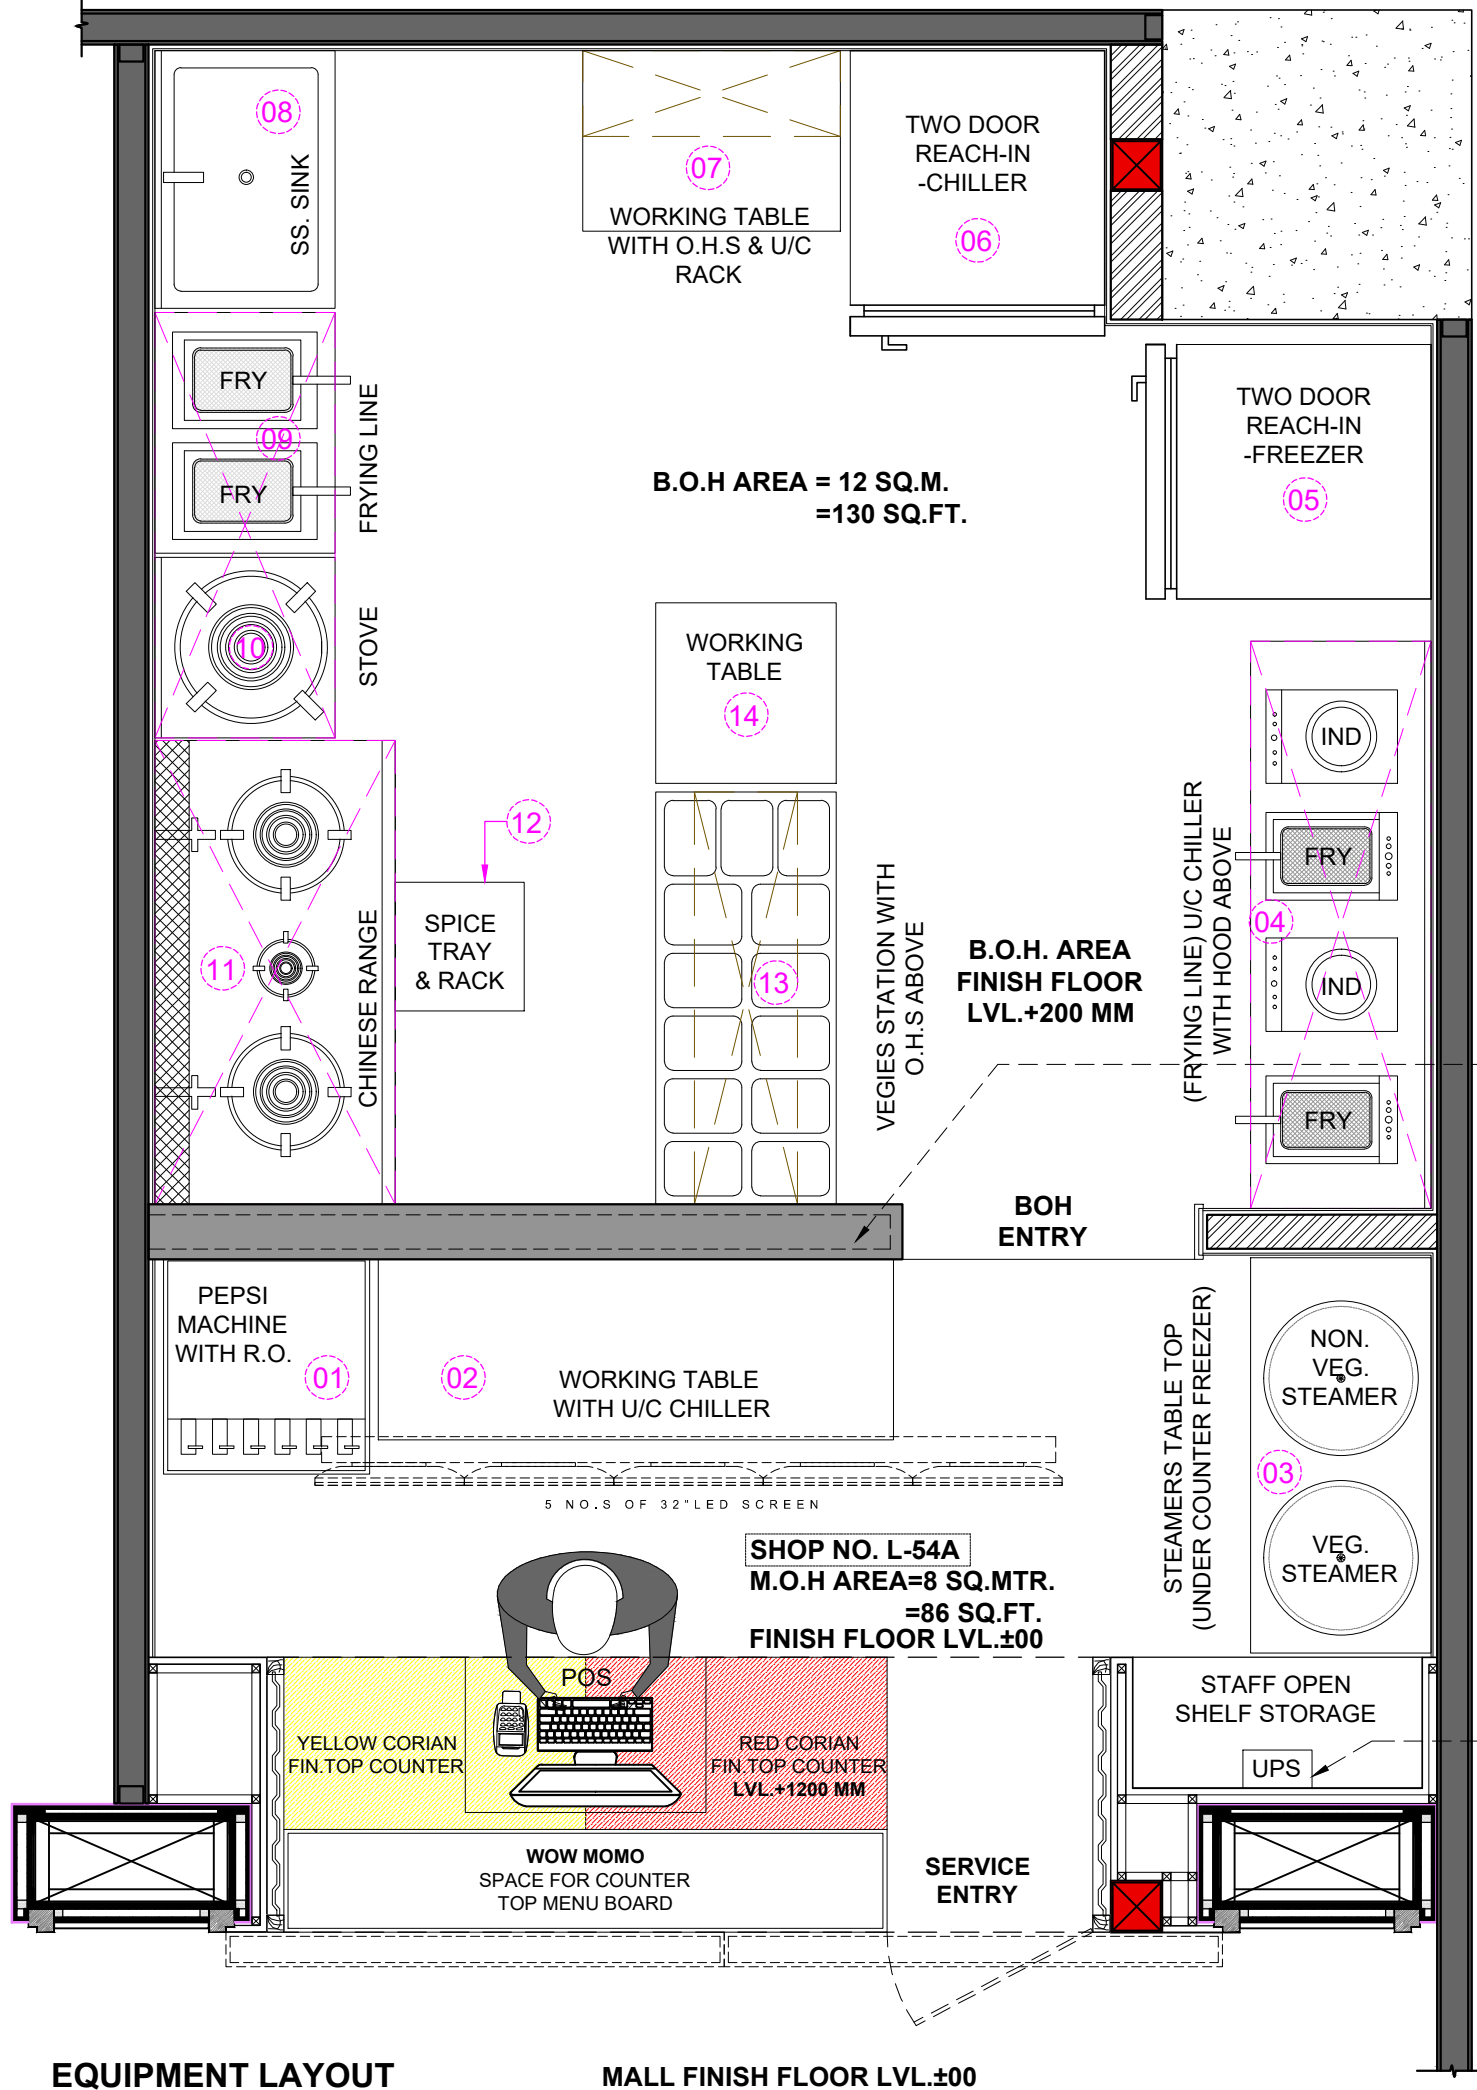 08
SS. SINK
07
WORKING TABLE
WITH O.H.S & U/C
RACK
TWO DOOR
REACH-IN
-CHILLER
06
TWO DOOR
REACH-IN
-FREEZER
05
FRY
09
FRY
FRYING LINE
B.O.H AREA = 12 SQ.M.
=130 SQ.FT.
10
STOVE
WORKING
TABLE
14
IND
FRY
04
IND
FRY
(FRYING LINE) U/C CHILLER
WITH HOOD ABOVE
12
SPICE
TRAY
& RACK
11
CHINESE RANGE
13
VEGIES STATION WITH
O.H.S ABOVE
B.O.H. AREA
FINISH FLOOR
LVL.+200 MM
BOH
ENTRY
PEPSI
MACHINE
WITH R.O.
01
02
WORKING TABLE
WITH U/C CHILLER
5 NO.S OF 32"LED SCREEN
STEAMERS TABLE TOP
(UNDER COUNTER FREEZER)
NON.
VEG.
STEAMER
03
VEG.
STEAMER
SHOP NO. L-54A
M.O.H AREA=8 SQ.MTR.
=86 SQ.FT.
FINISH FLOOR LVL.±00
POS
YELLOW CORIAN
FIN.TOP COUNTER
RED CORIAN
FIN.TOP COUNTER
LVL.+1200 MM
STAFF OPEN
SHELF STORAGE
UPS
WOW MOMO
SPACE FOR COUNTER
TOP MENU BOARD
SERVICE
ENTRY
EQUIPMENT LAYOUT
MALL FINISH FLOOR LVL.±00